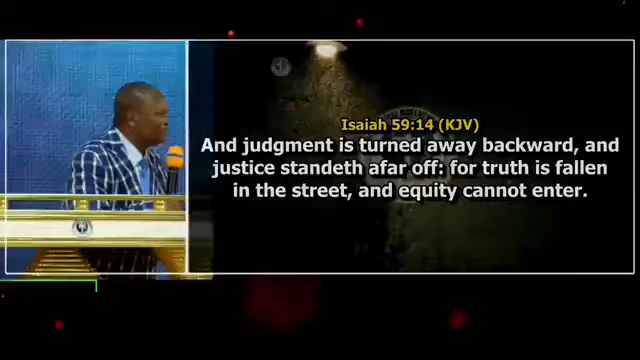 Isaiah 59:14 (KJV)
And judgment is turned away backward, and
justice standeth afar off: for truth is fallen
in the street, and equity cannot enter.